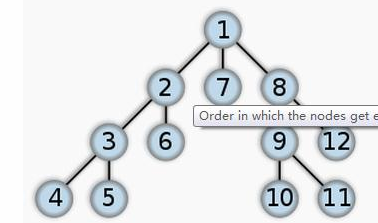 1
2 7 8
Order in which the nodes get e
3 6 9 12
4 5 10 11